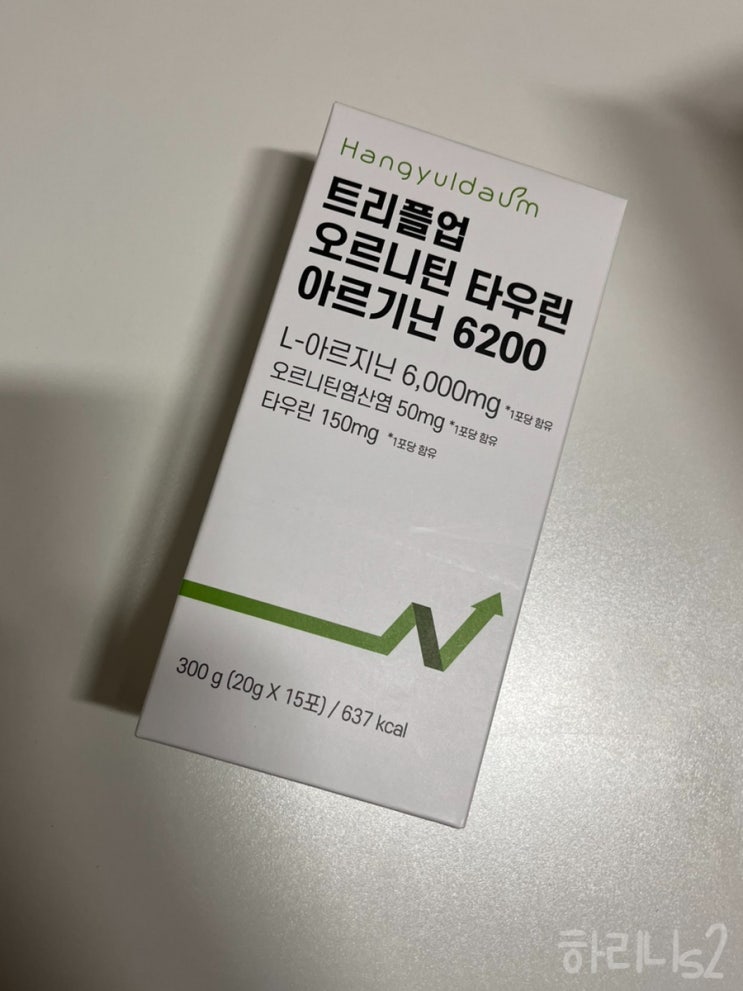 Hangyuldaum
트리플업
오르니틴 타우린
아르기닌 6200
L-아르지닌 6,000mg *1포당 함유
오르니틴염산염 50mg *1포당 함유
타우린 150mg *1포당 함유
300 g (20g X 15포) / 637 kcal
하리니s2